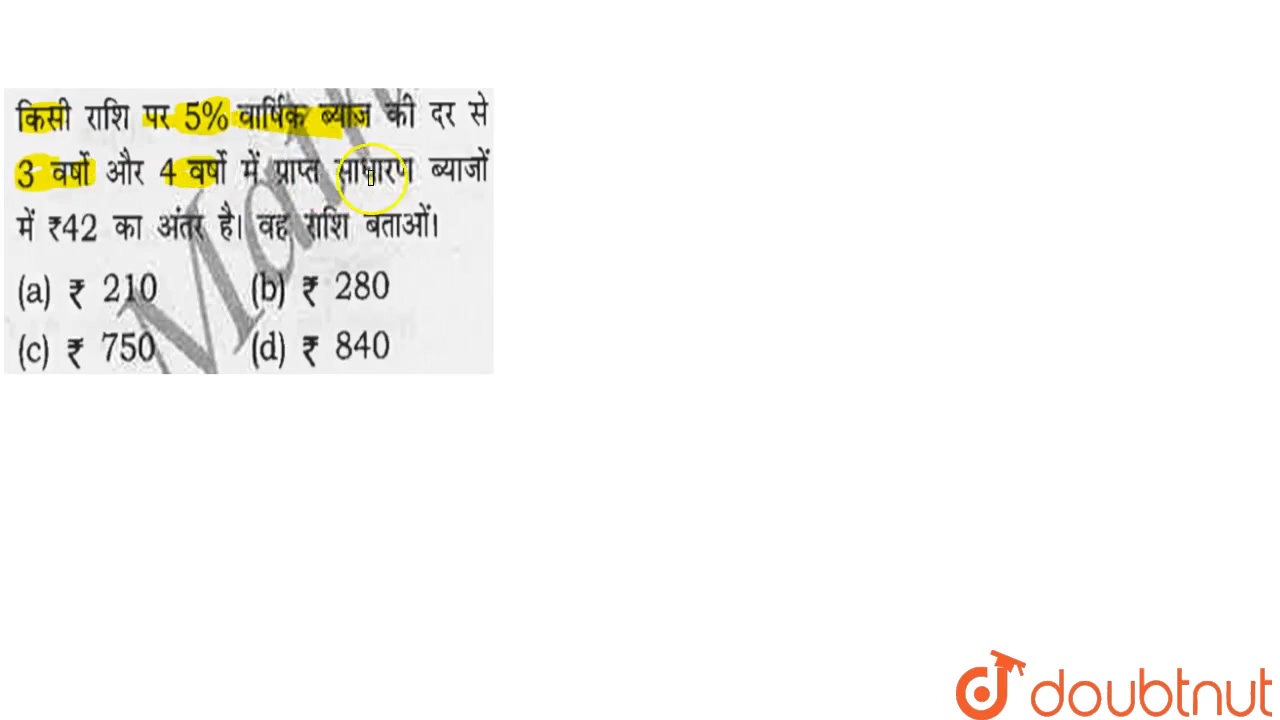 किसी राशि पर 5% वार्षिक ब्याज की दर से
3 वर्षो और 4 वर्षो में प्राप्त साधारण ब्याजों
में ₹42 का अंतर है। वह राशि बताओं।
(a) ₹ 210 (b) ₹ 280
(c) ₹ 750 (d) ₹ 840
doubtnut